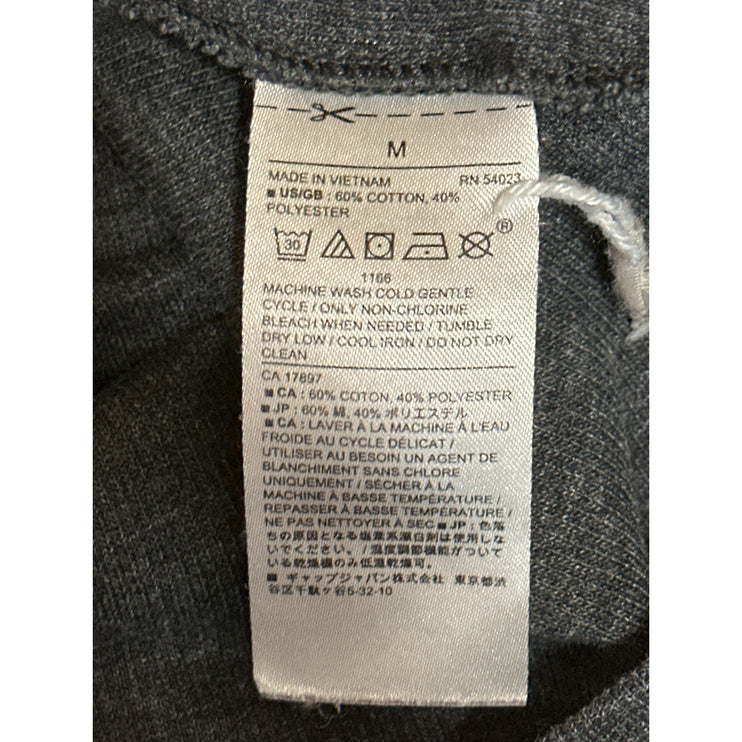 M
MADE IN VIETNAM RN 54023
■ US/GB : 60% COTTON, 40%
POLYESTER
30 ®
1166
MACHINE WASH COLD GENTLE
CYCLE / ONLY NON-CHLORINE
BLEACH WHEN NEEDED / TUMBLE
DRY LOW / COOL IRON / DO NOT DRY
CLEAN
CA 17897
■ CA : 60% COTON, 40% POLYESTER
■ JP : 60% 綿, 40% ポリエステル
■ CA : LAVER À LA MACHINE À L'EAU
FROIDE AU CYCLE DÉLICAT /
UTILISER AU BESOIN UN AGENT DE
BLANCHIMENT SANS CHLORE
UNIQUEMENT / SÉCHER À LA
MACHINE À BASSE TEMPÉRATURE /
REPASSER À BASSE TEMPÉRATURE /
NE PAS NETTOYER À SEC ■ JP : 色落
ちの原因となる塩素系漂白剤は使用しな
いでください。/ 温度調節機能がついて
いる乾燥機のみ低温乾燥可。
■ ギャップジャパン株式会社 東京都渋
谷区千駄ヶ谷5-32-10